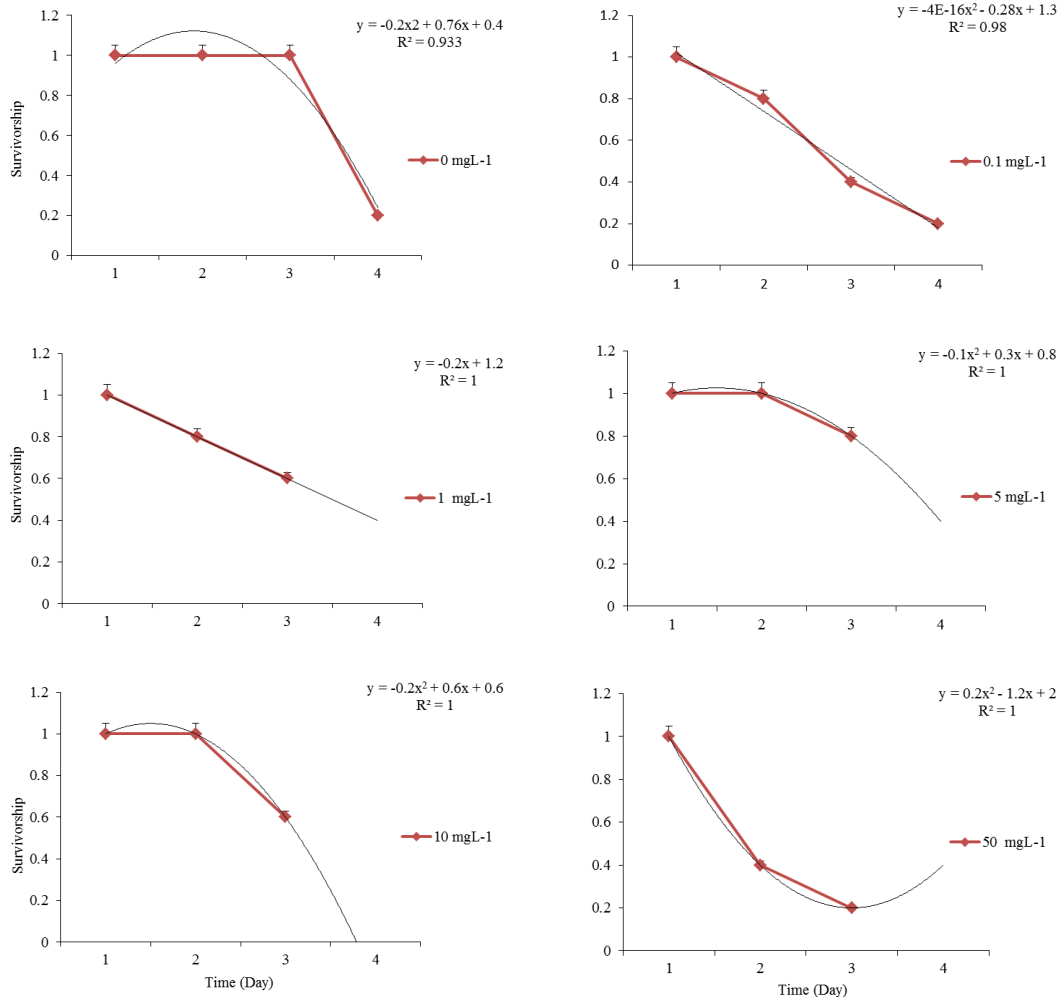 y = -0.2x2 + 0.76x + 0.4
R² = 0.933
1.2
1
0.8
0.6
0.4
0.2
0
Survivorship
0 mgL-1
1 2 3 4
y = -4E-16x² - 0.28x + 1.3
R² = 0.98
1.2
1
0.8
0.6
0.4
0.2
0
0.1 mgL-1
1 2 3 4
y = -0.2x + 1.2
R² = 1
1.2
1
0.8
0.6
0.4
0.2
0
Survivorship
1 mgL-1
1 2 3 4
y = -0.1x² + 0.3x + 0.8
R² = 1
1.2
1
0.8
0.6
0.4
0.2
0
5 mgL-1
1 2 3 4
y = -0.2x² + 0.6x + 0.6
R² = 1
1.2
1
0.8
0.6
0.4
0.2
0
Survivorship
10 mgL-1
1 2 3 4
Time (Day)
y = 0.2x² - 1.2x + 2
R² = 1
1.2
1
0.8
0.6
0.4
0.2
0
50 mgL-1
1 2 3 4
Time (Day)